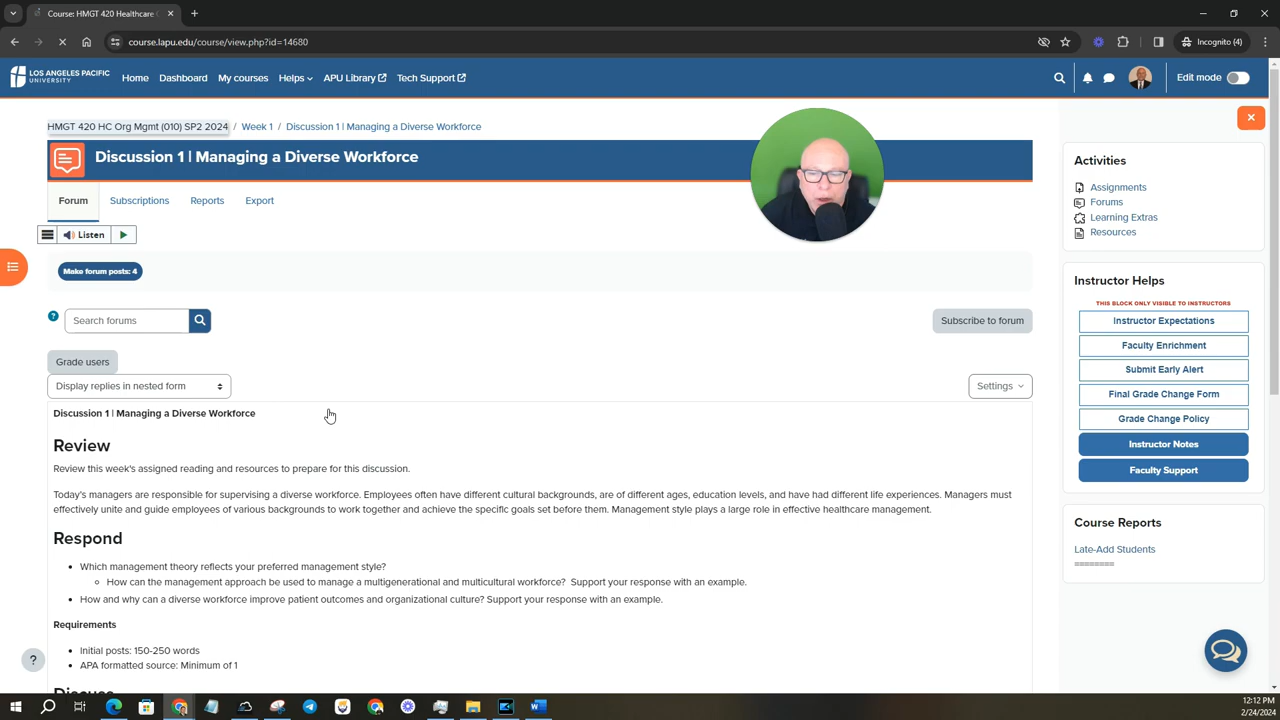 Course: HMGT 420 Healthcare
course.lapu.edu/course/view.php?id=14680
Incognito (4)
LOS ANGELES PACIFIC
UNIVERSITY
Home
Dashboard
My courses
Helps
APU Library
Tech Support
Edit mode
HMGT 420 HC Org Mgmt (010) SP2 2024 / Week 1 / Discussion 1 | Managing a Diverse Workforce
Discussion 1 | Managing a Diverse Workforce
Forum
Subscriptions
Reports
Export
Listen
Make forum posts: 4
?
Search forums
Subscribe to forum
Grade users
Display replies in nested form
Settings
Discussion 1 | Managing a Diverse Workforce
Review
Review this week's assigned reading and resources to prepare for this discussion.
Today's managers are responsible for supervising a diverse workforce. Employees often have different cultural backgrounds, are of different ages, education levels, and have had different life experiences. Managers must
effectively unite and guide employees of various backgrounds to work together and achieve the specific goals set before them. Management style plays a large role in effective healthcare management.
Respond
• Which management theory reflects your preferred management style?
○ How can the management approach be used to manage a multigenerational and multicultural workforce? Support your response with an example.
• How and why can a diverse workforce improve patient outcomes and organizational culture? Support your response with an example.
Requirements
• Initial posts: 150-250 words
• APA formatted source: Minimum of 1
Discuss
Activities
Assignments
Forums
Learning Extras
Resources
Instructor Helps
THIS BLOCK ONLY VISIBLE TO INSTRUCTORS
Instructor Expectations
Faculty Enrichment
Submit Early Alert
Final Grade Change Form
Grade Change Policy
Instructor Notes
Faculty Support
Course Reports
Late-Add Students
========
?
12:12 PM
2/24/2024